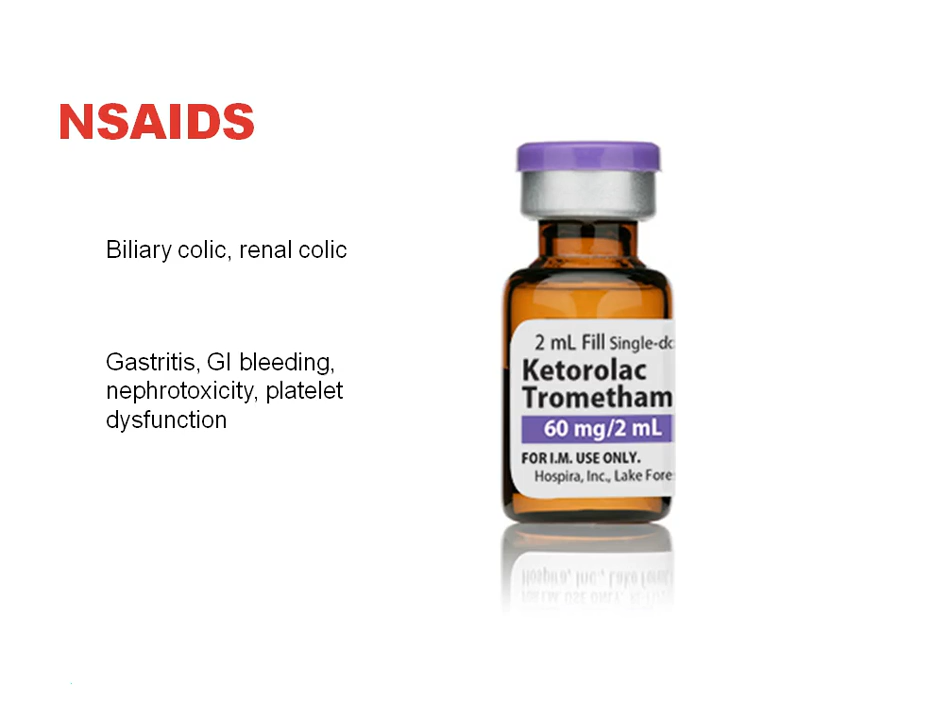 NSAIDS
Biliary colic, renal colic
Gastritis, GI bleeding,
nephrotoxicity, platelet
dysfunction
2 mL Fill Single-do
Ketorolac
Trometham
60 mg/2 mL
FOR I.M. USE ONLY.
Hospira, Inc., Lake Fore